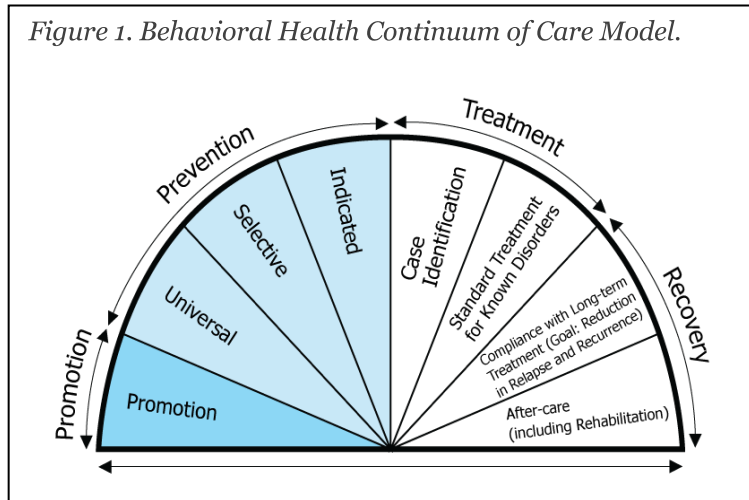 Figure 1. Behavioral Health Continuum of Care Model.
Promotion
Prevention
Treatment
Recovery
Promotion
Universal
Selective
Indicated
Case
Identification
Standard Treatment
for Known Disorders
Compliance with Long-term
Treatment (Goal: Reduction
in Relapse and Recurrence)
After-care
(including Rehabilitation)